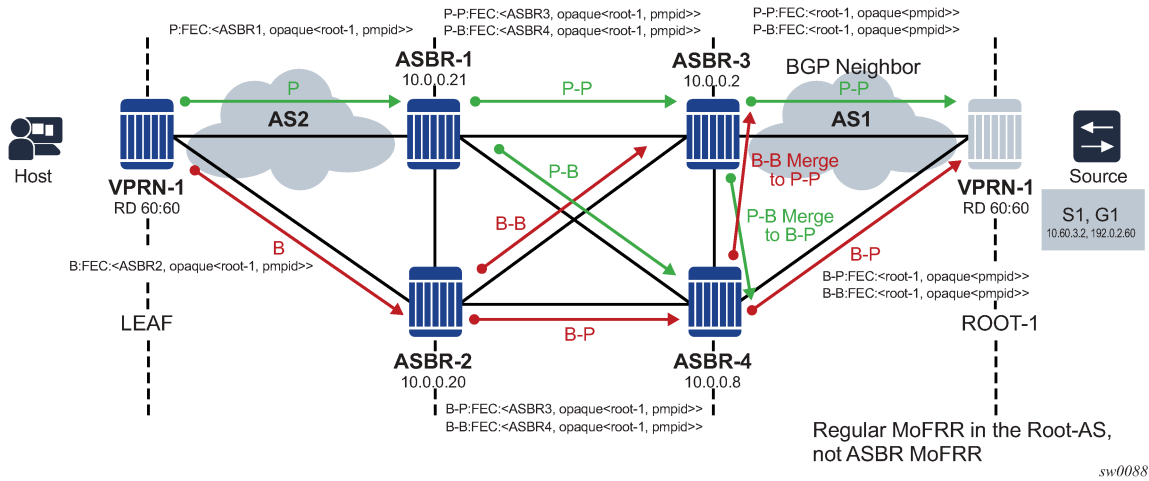 P:FEC:<ASBR1, opaque<root-1, pmpid>>
P-P:FEC:<ASBR3, opaque<root-1, pmpid>>
P-B:FEC:<ASBR4, opaque<root-1, pmpid>>
P-P:FEC:<root-1, opaque<pmpid>>
P-B:FEC:<root-1, opaque<pmpid>>
ASBR-1
10.0.0.21
ASBR-3
10.0.0.2
BGP Neighbor
P
P-P
P-P
AS2
AS1
Host
VPRN-1
RD 60:60
P-B
B-B
B-B Merge
to P-P
P-B Merge
to B-P
VPRN-1
RD 60:60
Source
S1, G1
10.60.3.2, 192.0.2.60
B
B-P
B:FEC:<ASBR2, opaque<root-1, pmpid>>
B-P:FEC:<root-1, opaque<pmpid>>
B-B:FEC:<root-1, opaque<pmpid>>
LEAF
B-P
ROOT-1
ASBR-2
10.0.0.20
ASBR-4
10.0.0.8
B-P:FEC:<ASBR3, opaque<root-1, pmpid>>
B-B:FEC:<ASBR4, opaque<root-1, pmpid>>
Regular MoFRR in the Root-AS,
not ASBR MoFRR
sw0088